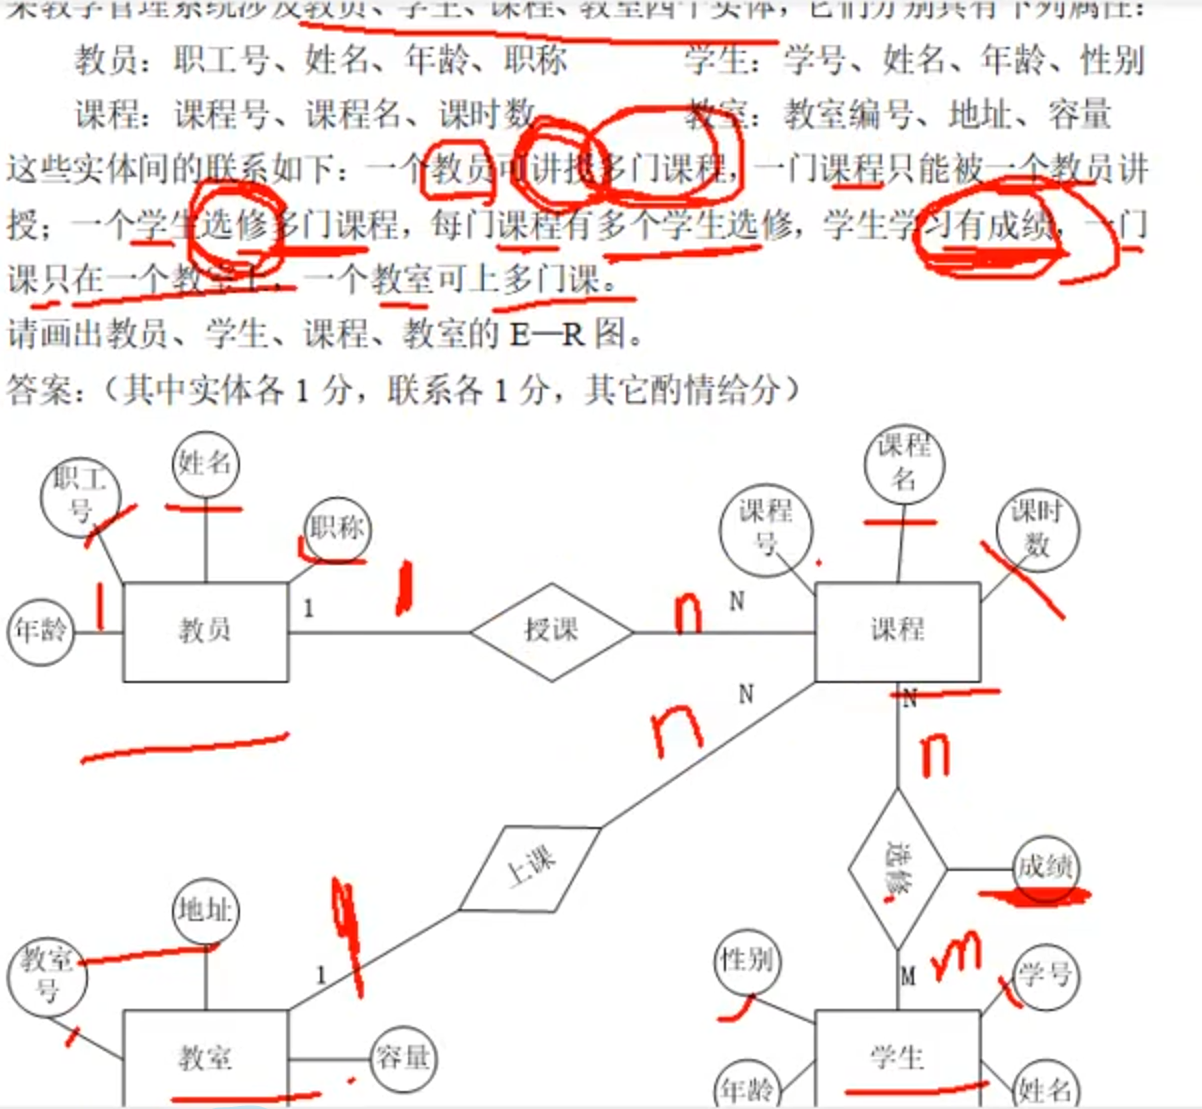 某教学管理系统涉及教员、学生、课程、教室四个实体，它们分别具有下列属性：
教员：职工号、姓名、年龄、职称 学生：学号、姓名、年龄、性别
课程：课程号、课程名、课时数 教室：教室编号、地址、容量
这些实体间的联系如下：一个教员可讲授多门课程，一门课程只能被一个教员讲
授；一个学生选修多门课程，每门课程有多个学生选修，学生学习有成绩，一门
课只在一个教室上，一个教室可上多门课。
请画出教员、学生、课程、教室的 E—R 图。
答案：（其中实体各 1 分，联系各 1 分，其它酌情给分）
职工号
姓名
职称
年龄
教员
1
1
授课
n
N
课程号
课程名
课时数
课程
N
n
N
n
上课
选修
成绩
地址
教室号
1
教室
容量
性别
M
m
学号
学生
年龄
姓名